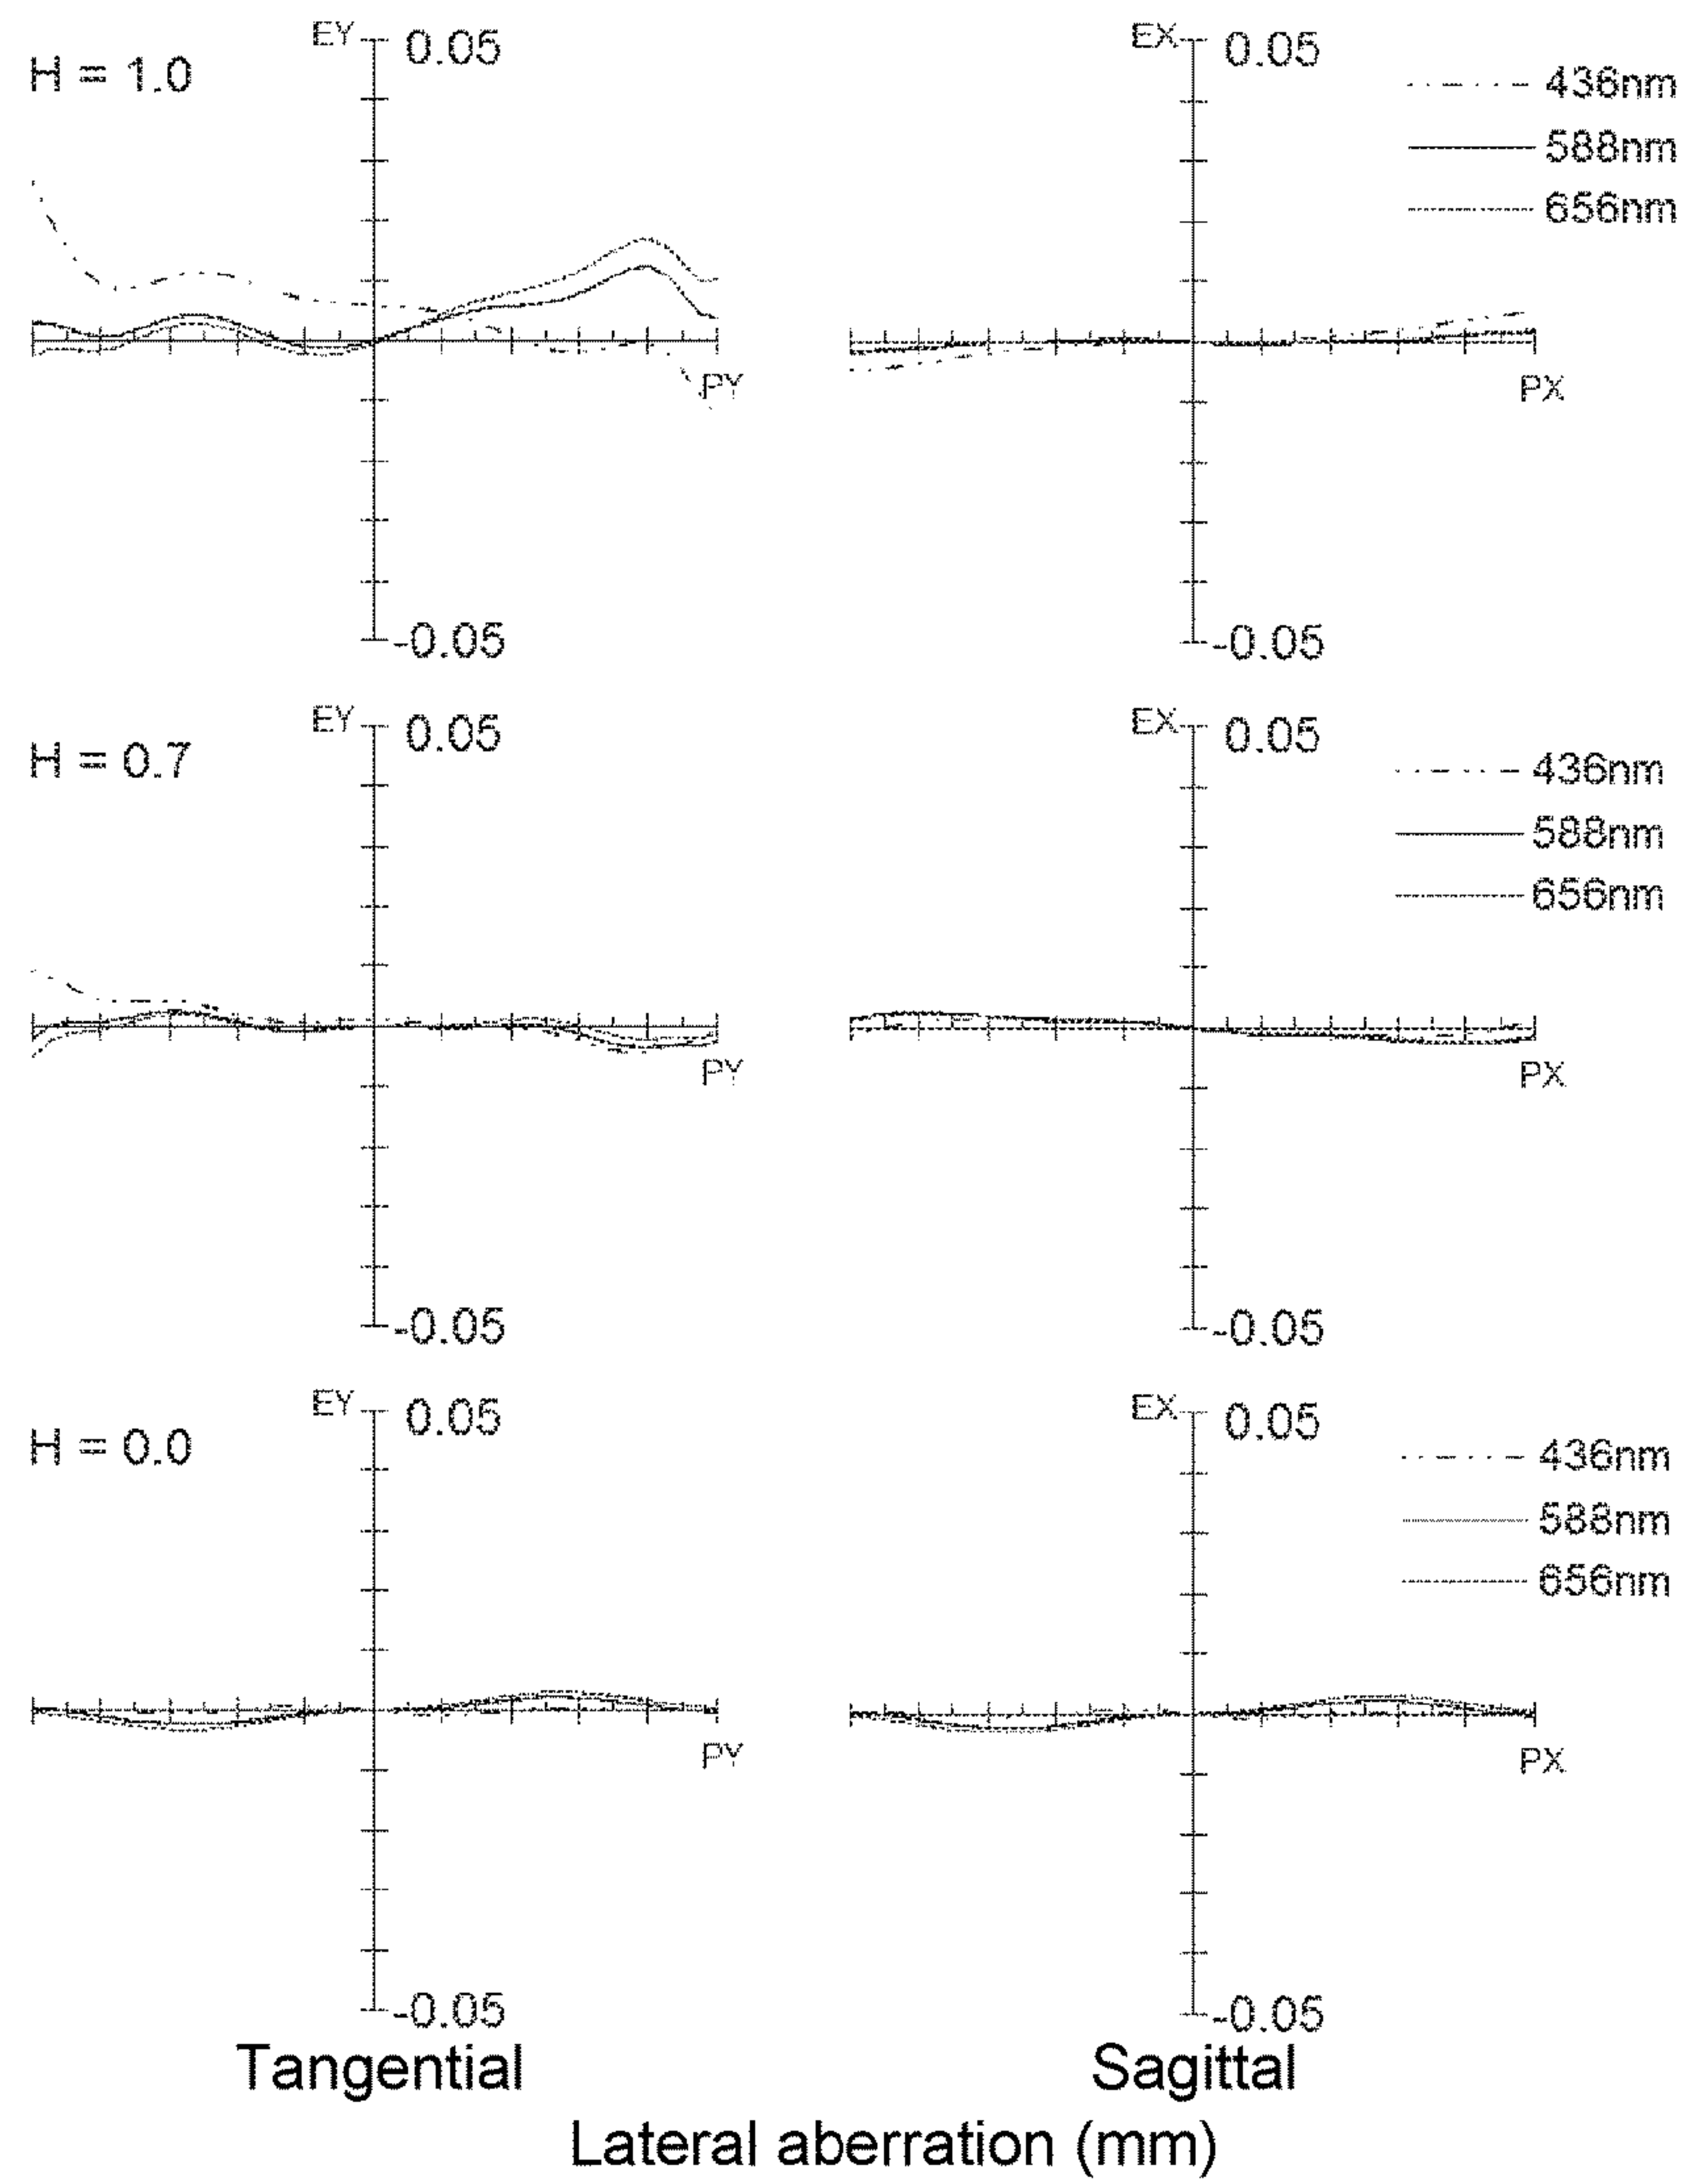 H = 1.0
EY
0.05
EX
0.05
436nm
588nm
656nm
PY
PX
-0.05
-0.05
H = 0.7
EY
0.05
EX
0.05
436nm
588nm
656nm
PY
PX
-0.05
-0.05
H = 0.0
EY
0.05
EX
0.05
436nm
588nm
656nm
PY
PX
-0.05
-0.05
Tangential
Sagittal
Lateral aberration (mm)